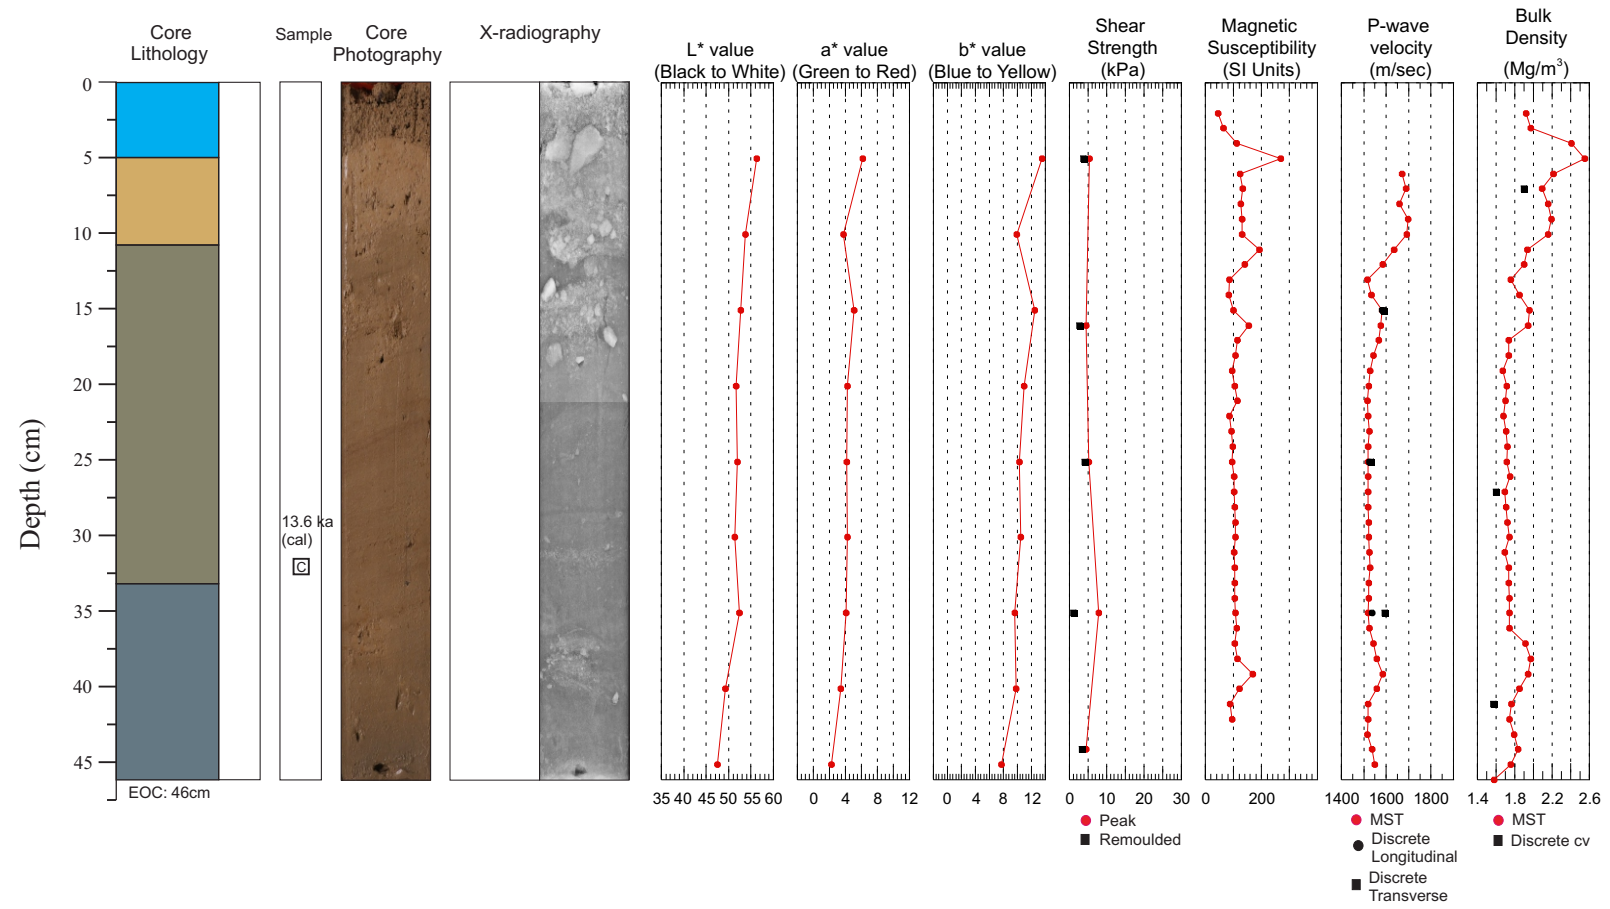 Core
Lithology
Sample
Core
Photography
X-radiography
L* value
(Black to White)
a* value
(Green to Red)
b* value
(Blue to Yellow)
Shear
Strength
(kPa)
Magnetic
Susceptibility
(SI Units)
P-wave
velocity
(m/sec)
Bulk
Density
(Mg/m³)
Depth (cm)
0
5
10
15
20
25
30
35
40
45
EOC: 46cm
13.6 ka
(cal)
C
35 40 45 50 55 60
0 4 8 12
0 4 8 12
0 10 20 30
0 200
1400 1600 1800
1.4 1.8 2.2 2.6
Peak
Remoulded
MST
Discrete
Longitudinal
Discrete
Transverse
MST
Discrete cv